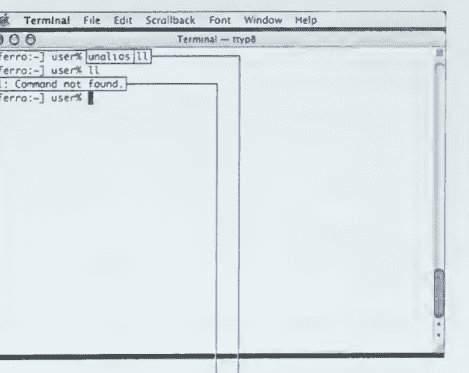 Terminal File Edit Scrollback Font Window Help
Terminal — ttyp8
ferro:~] user% unalias ll
ferro:~] user% ll
: Command not found.
ferro:~] user%